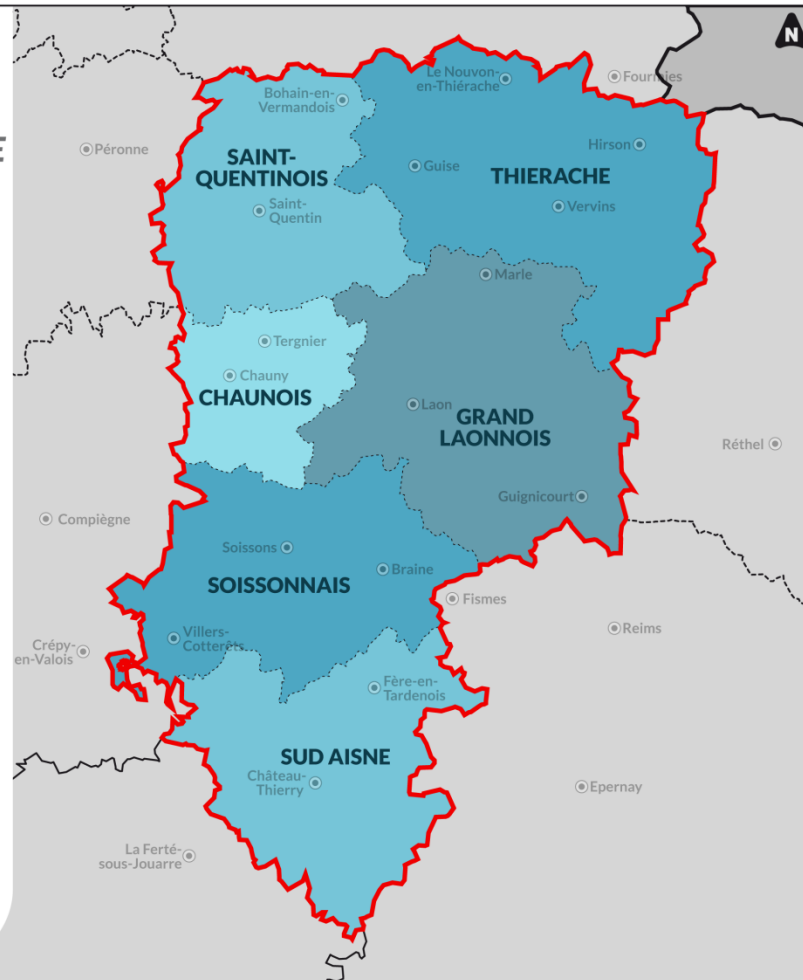 N
E
Le Nouvon-
en-Thiérache
Fourmies
Bohain-en-
Vermandois
Péronne
SAINT-
QUENTINOIS
Hirson
Guise
THIERACHE
Saint-
Quentin
Vervins
Marle
Tergnier
Chauny
CHAUNOIS
Laon
GRAND
LAONNOIS
Réthel
Guignicourt
Compiègne
Soissons
Braine
SOISSONNAIS
Fismes
Reims
Villers-
Cotterêts
Crépy-
en-Valois
Fère-en-
Tardenois
SUD AISNE
Château-
Thierry
Epernay
La Ferté-
sous-Jouarre